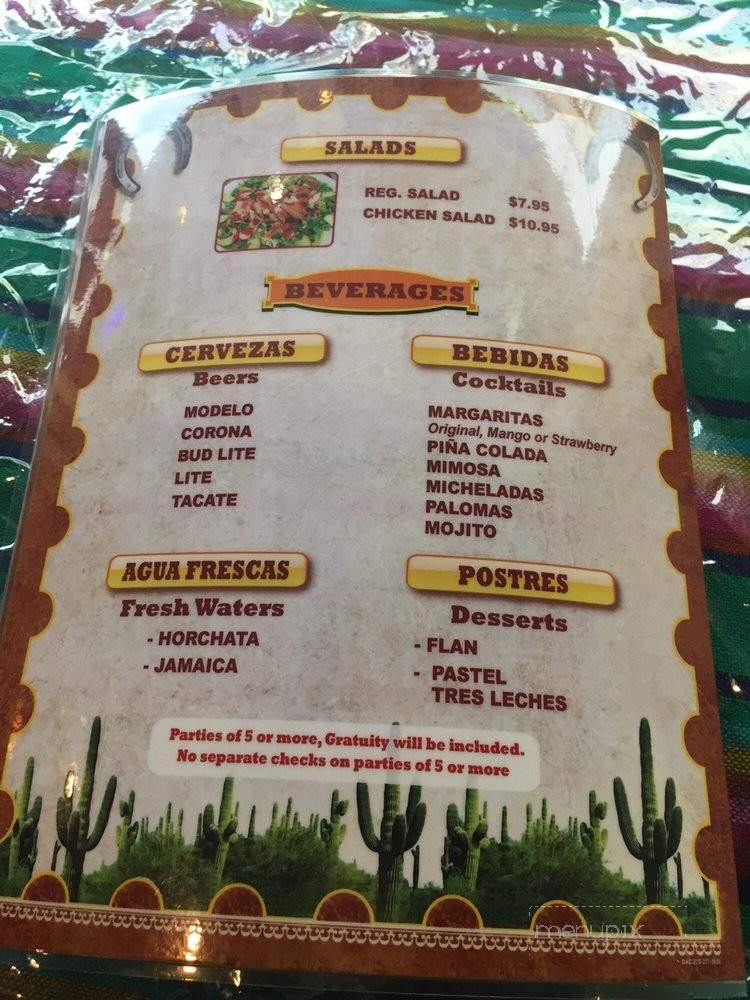 SALADS
REG. SALAD $7.95
CHICKEN SALAD $10.95
BEVERAGES
CERVEZAS
Beers
MODELO
CORONA
BUD LITE
LITE
TACATE
BEBIDAS
Cocktails
MARGARITAS
Original, Mango or Strawberry
PIÑA COLADA
MIMOSA
MICHELADAS
PALOMAS
MOJITO
AGUA FRESCAS
Fresh Waters
- HORCHATA
- JAMAICA
POSTRES
Desserts
- FLAN
- PASTEL
TRES LECHES
Parties of 5 or more, Gratuity will be included.
No separate checks on parties of 5 or more
menupix